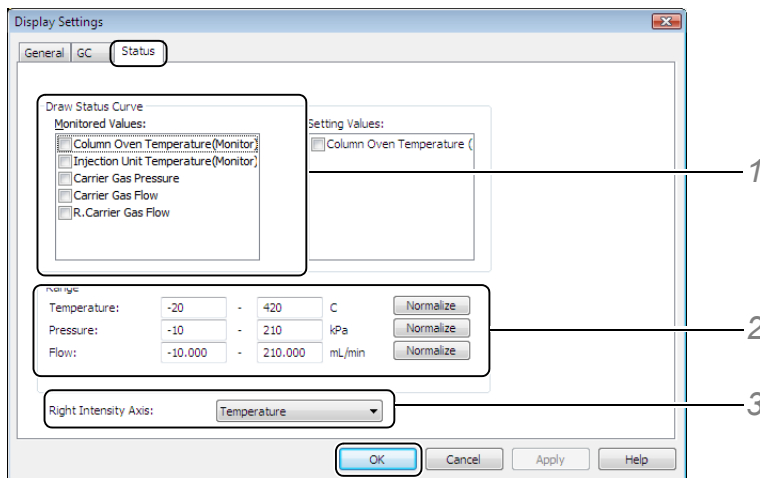 Display Settings
General GC Status
Draw Status Curve
Monitored Values: Setting Values:
Column Oven Temperature(Monitor) Column Oven Temperature (
Injection Unit Temperature(Monitor)
Carrier Gas Pressure
Carrier Gas Flow
R.Carrier Gas Flow
1
Range
Temperature: -20 - 420 C Normalize
Pressure: -10 - 210 kPa Normalize
Flow: -10.000 - 210.000 mL/min Normalize
2
Right Intensity Axis: Temperature
3
OK Cancel Apply Help